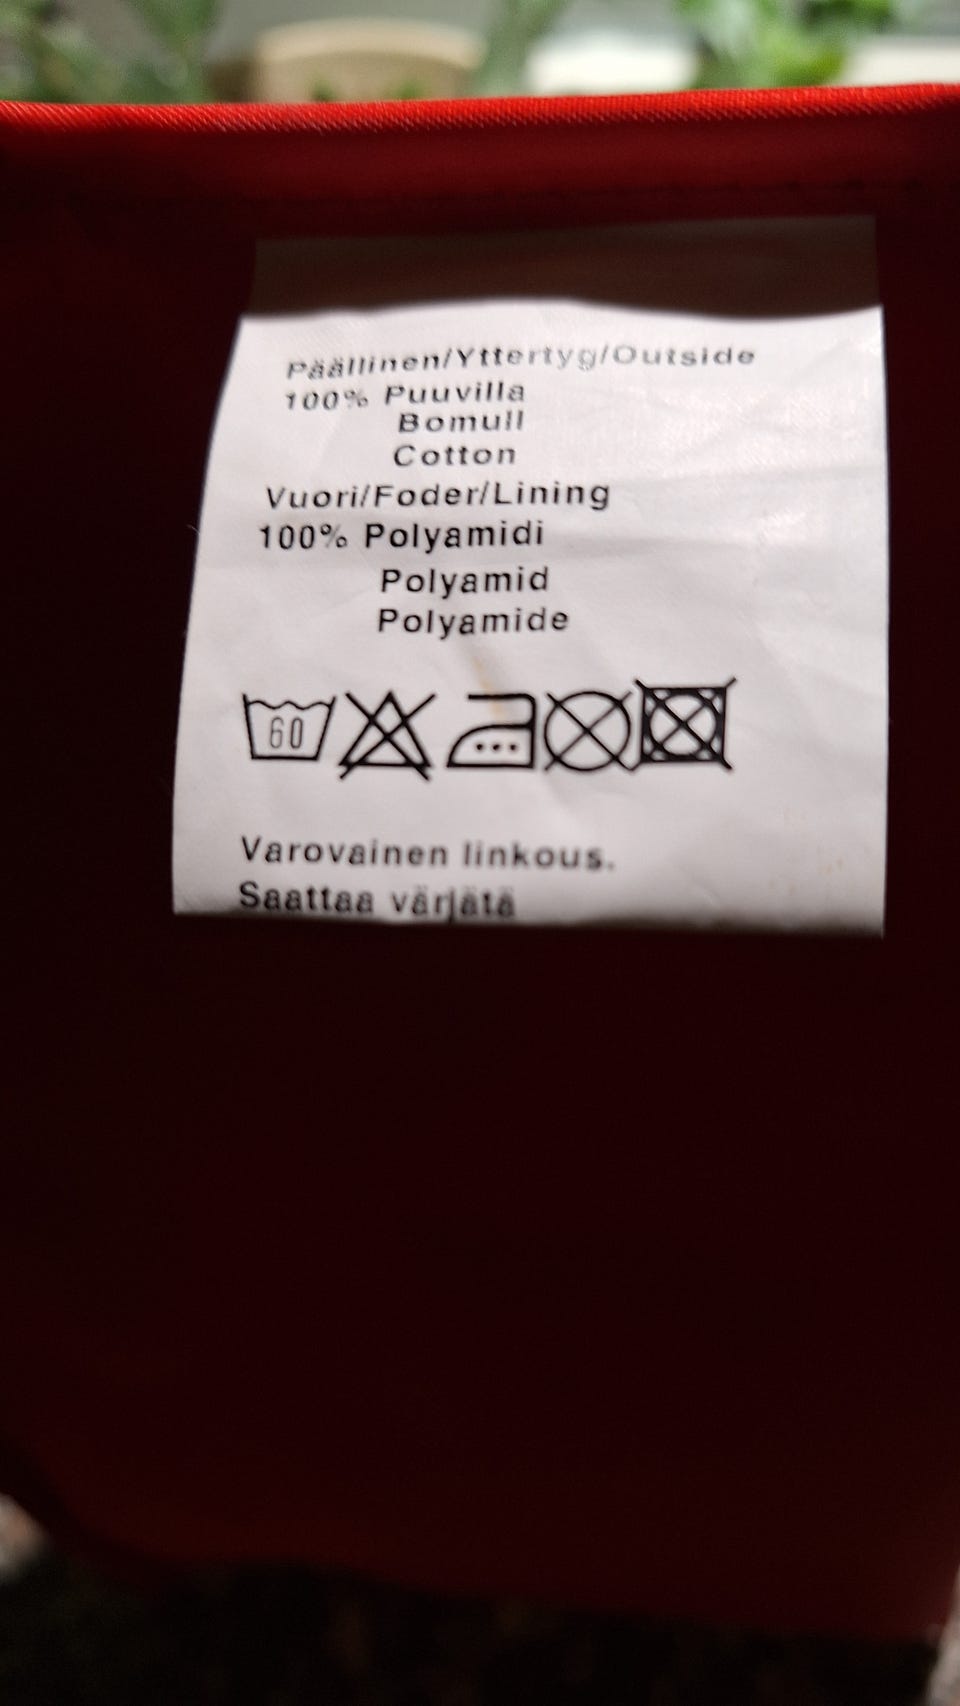 Päällinen/Yttertyg/Outside
100% Puuvilla
Bomull
Cotton
Vuori/Foder/Lining
100% Polyamidi
Polyamid
Polyamide
60
Varovainen linkous.
Saattaa värjätä